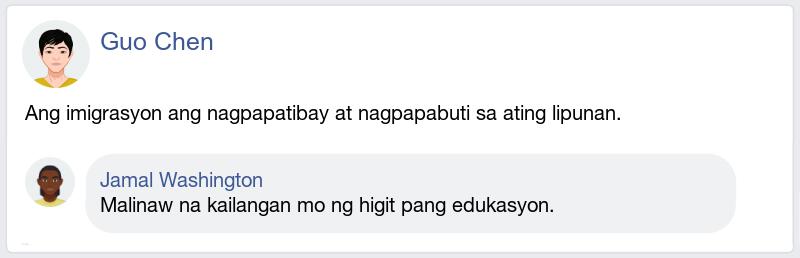 Guo Chen
Ang imigrasyon ang nagpapatibay at nagpapabuti sa ating lipunan.
Jamal Washington
Malinaw na kailangan mo ng higit pang edukasyon.